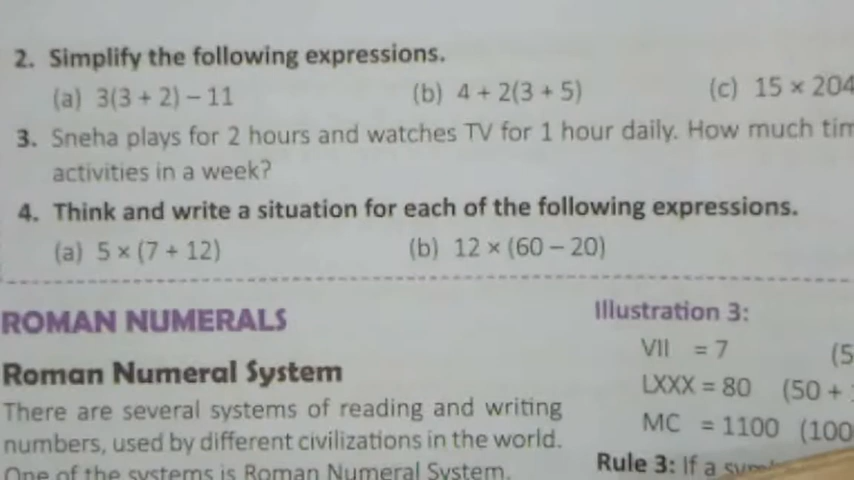 2. Simplify the following expressions.
(a) 3(3 + 2) – 11 (b) 4 + 2(3 + 5) (c) 15 × 204
3. Sneha plays for 2 hours and watches TV for 1 hour daily. How much
activities in a week?
4. Think and write a situation for each of the following expressions.
(a) 5 × (7 + 12) (b) 12 × (60 – 20)
ROMAN NUMERALS
Roman Numeral System
There are several systems of reading and writing
numbers, used by different civilizations in the world.
One of the systems is Roman Numeral System.
Illustration 3:
VII = 7 (5
LXXX = 80 (50 +
MC = 1100 (100
Rule 3: If a